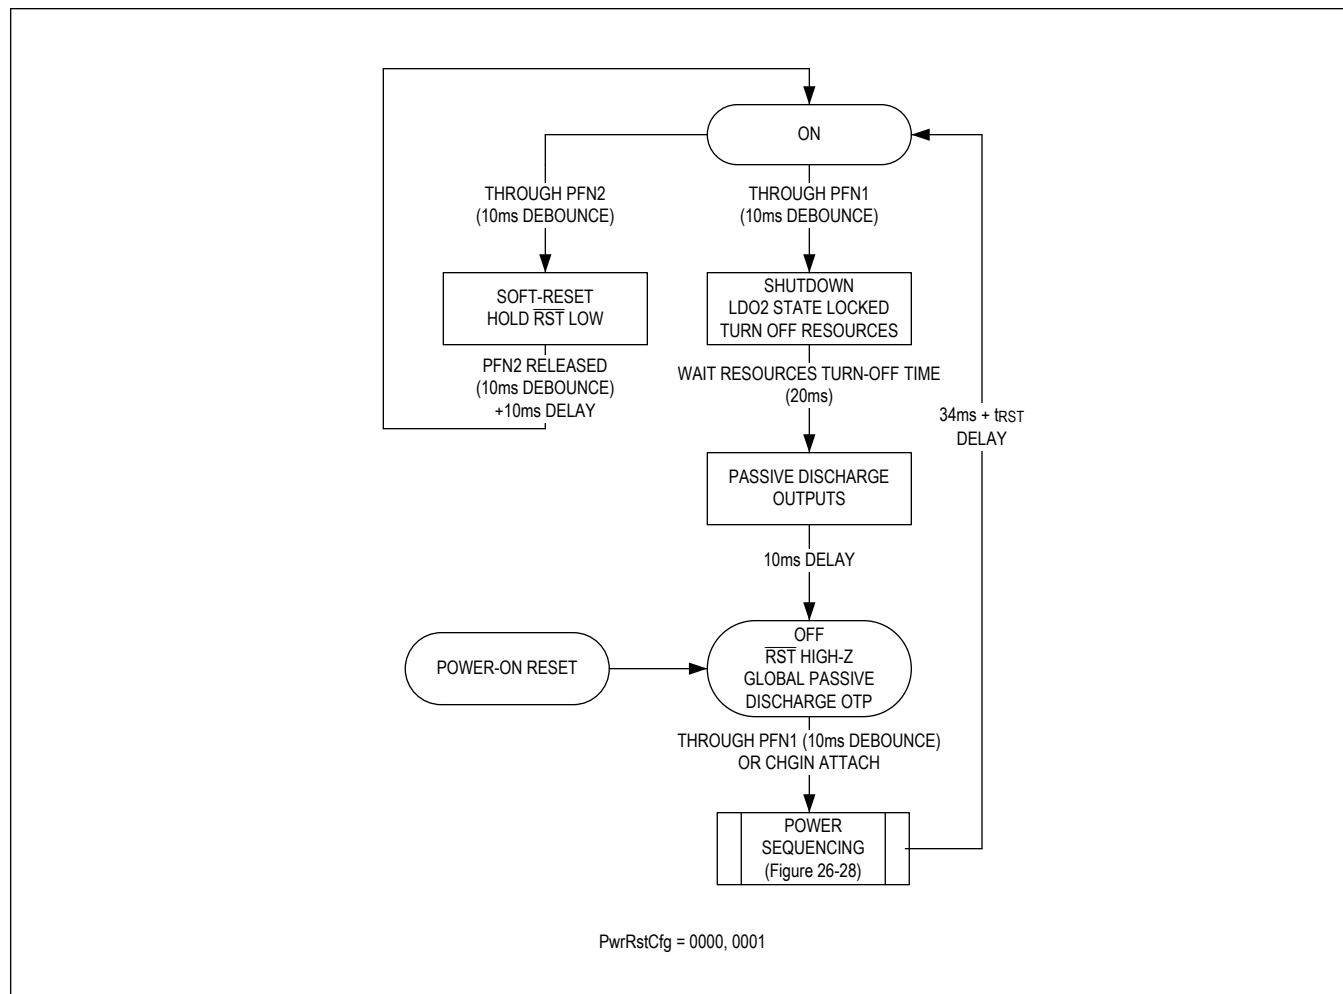 ON
THROUGH PFN2
(10ms DEBOUNCE)
THROUGH PFN1
(10ms DEBOUNCE)
SOFT-RESET
HOLD R̅S̅T̅ LOW
SHUTDOWN
LDO2 STATE LOCKED
TURN OFF RESOURCES
PFN2 RELEASED
(10ms DEBOUNCE)
+10ms DELAY
WAIT RESOURCES TURN-OFF TIME
(20ms)
34ms + tRST
DELAY
PASSIVE DISCHARGE
OUTPUTS
10ms DELAY
POWER-ON RESET
OFF
R̅S̅T̅ HIGH-Z
GLOBAL PASSIVE
DISCHARGE OTP
THROUGH PFN1 (10ms DEBOUNCE)
OR CHGIN ATTACH
POWER
SEQUENCING
(Figure 26-28)
PwrRstCfg = 0000, 0001